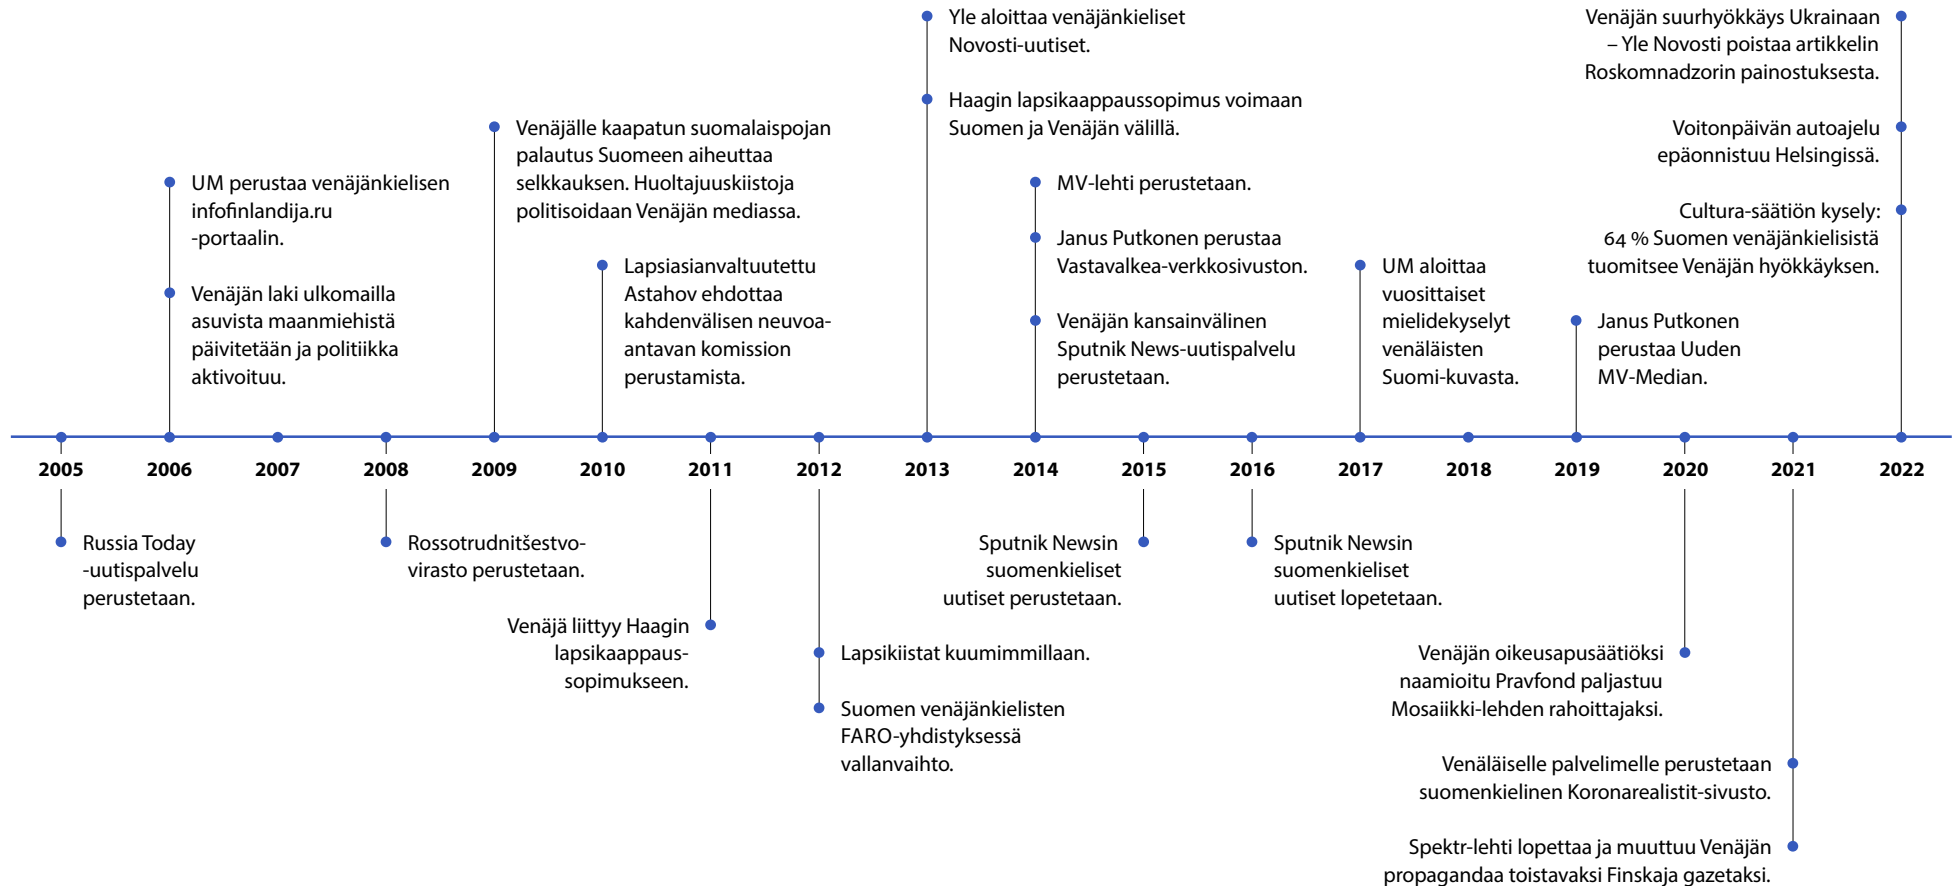 Yle aloittaa venäjänkieliset
Novosti-uutiset.
Haagin lapsikaappaussopimus voimaan
Suomen ja Venäjän välillä.
Venäjän suurhyökkäys Ukrainaan
– Yle Novosti poistaa artikkelin
Roskomnadzorin painostuksesta.
Voitonpäivän autoajelu
epäonnistuu Helsingissä.
Cultura-säätiön kysely:
64 % Suomen venäjänkielisistä
tuomitsee Venäjän hyökkäyksen.
UM perustaa venäjänkielisen
infofinlandija.ru
-portaalin.
Venäjän laki ulkomailla
asuvista maanmiehistä
päivitetään ja politiikka
aktivoituu.
Venäjälle kaapatun suomalaispojan
palautus Suomeen aiheuttaa
selkkauksen. Huoltajuuskiistoja
politisoidaan Venäjän mediassa.
Lapsiasianvaltuutettu
Astahov ehdottaa
kahdenvälisen neuvoa-
antavan komission
perustamista.
MV-lehti perustetaan.
Janus Putkonen perustaa
Vastavalkea-verkkosivuston.
Venäjän kansainvälinen
Sputnik News-uutispalvelu
perustetaan.
UM aloittaa
vuosittaiset
mielidekyselyt
venäläisten
Suomi-kuvasta.
Janus Putkonen
perustaa Uuden
MV-Median.
2005 2006 2007 2008 2009 2010 2011 2012 2013 2014 2015 2016 2017 2018 2019 2020 2021 2022
Russia Today
-uutispalvelu
perustetaan.
Rossotrudnitšestvo-
virasto perustetaan.
Venäjä liittyy Haagin
lapsikaappaus-
sopimukseen.
Lapsikiistat kuumimmillaan.
Suomen venäjänkielisten
FARO-yhdistyksessä
vallanvaihto.
Sputnik Newsin
suomenkieliset
uutiset perustetaan.
Sputnik Newsin
suomenkieliset
uutiset lopetetaan.
Venäjän oikeusapusäätiöksi
naamioitu Pravfond paljastuu
Mosaiikki-lehden rahoittajaksi.
Venäläiselle palvelimelle perustetaan
suomenkielinen Koronarealistit-sivusto.
Spektr-lehti lopettaa ja muuttuu Venäjän
propagandaa toistavaksi Finskaja gazetaksi.